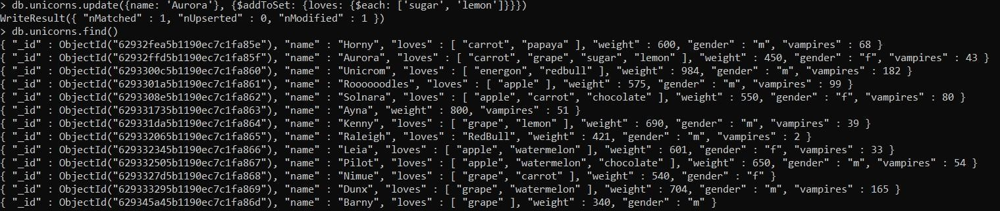 > db.unicorns.update({name: 'Aurora'}, {$addToSet: {loves: {$each: ['sugar', 'lemon']}}})
WriteResult({ "nMatched" : 1, "nUpserted" : 0, "nModified" : 1 })
> db.unicorns.find()
{ "_id" : ObjectId("62932fea5b1190ec7c1fa85e"), "name" : "Horny", "loves" : [ "carrot", "papaya" ], "weight" : 600, "gender" : "m", "vampires" : 68 }
{ "_id" : ObjectId("62932ffd5b1190ec7c1fa85f"), "name" : "Aurora", "loves" : [ "carrot", "grape", "sugar", "lemon" ], "weight" : 450, "gender" : "f", "vampires" : 43 }
{ "_id" : ObjectId("6293300c5b1190ec7c1fa860"), "name" : "Unicrom", "loves" : [ "energon", "redbull" ], "weight" : 984, "gender" : "m", "vampires" : 182 }
{ "_id" : ObjectId("6293301a5b1190ec7c1fa861"), "name" : "Roooooodles", "loves" : [ "apple" ], "weight" : 575, "gender" : "m", "vampires" : 99 }
{ "_id" : ObjectId("6293308e5b1190ec7c1fa862"), "name" : "Solnara", "loves" : [ "apple", "carrot", "chocolate" ], "weight" : 550, "gender" : "f", "vampires" : 80 }
{ "_id" : ObjectId("629331735b1190ec7c1fa863"), "name" : "Ayna", "weight" : 800, "vampires" : 51 }
{ "_id" : ObjectId("629331da5b1190ec7c1fa864"), "name" : "Kenny", "loves" : [ "grape", "lemon" ], "weight" : 690, "gender" : "m", "vampires" : 39 }
{ "_id" : ObjectId("629332065b1190ec7c1fa865"), "name" : "Raleigh", "loves" : "RedBull", "weight" : 421, "gender" : "m", "vampires" : 2 }
{ "_id" : ObjectId("629332345b1190ec7c1fa866"), "name" : "Leia", "loves" : [ "apple", "watermelon" ], "weight" : 601, "gender" : "f", "vampires" : 33 }
{ "_id" : ObjectId("629332505b1190ec7c1fa867"), "name" : "Pilot", "loves" : [ "apple", "watermelon", "chocolate" ], "weight" : 650, "gender" : "m", "vampires" : 54 }
{ "_id" : ObjectId("6293327d5b1190ec7c1fa868"), "name" : "Nimue", "loves" : [ "grape", "carrot" ], "weight" : 540, "gender" : "f" }
{ "_id" : ObjectId("629333295b1190ec7c1fa869"), "name" : "Dunx", "loves" : [ "grape", "watermelon" ], "weight" : 704, "gender" : "m", "vampires" : 165 }
{ "_id" : ObjectId("629345a45b1190ec7c1fa86d"), "name" : "Barny", "loves" : [ "grape" ], "weight" : 340, "gender" : "m" }